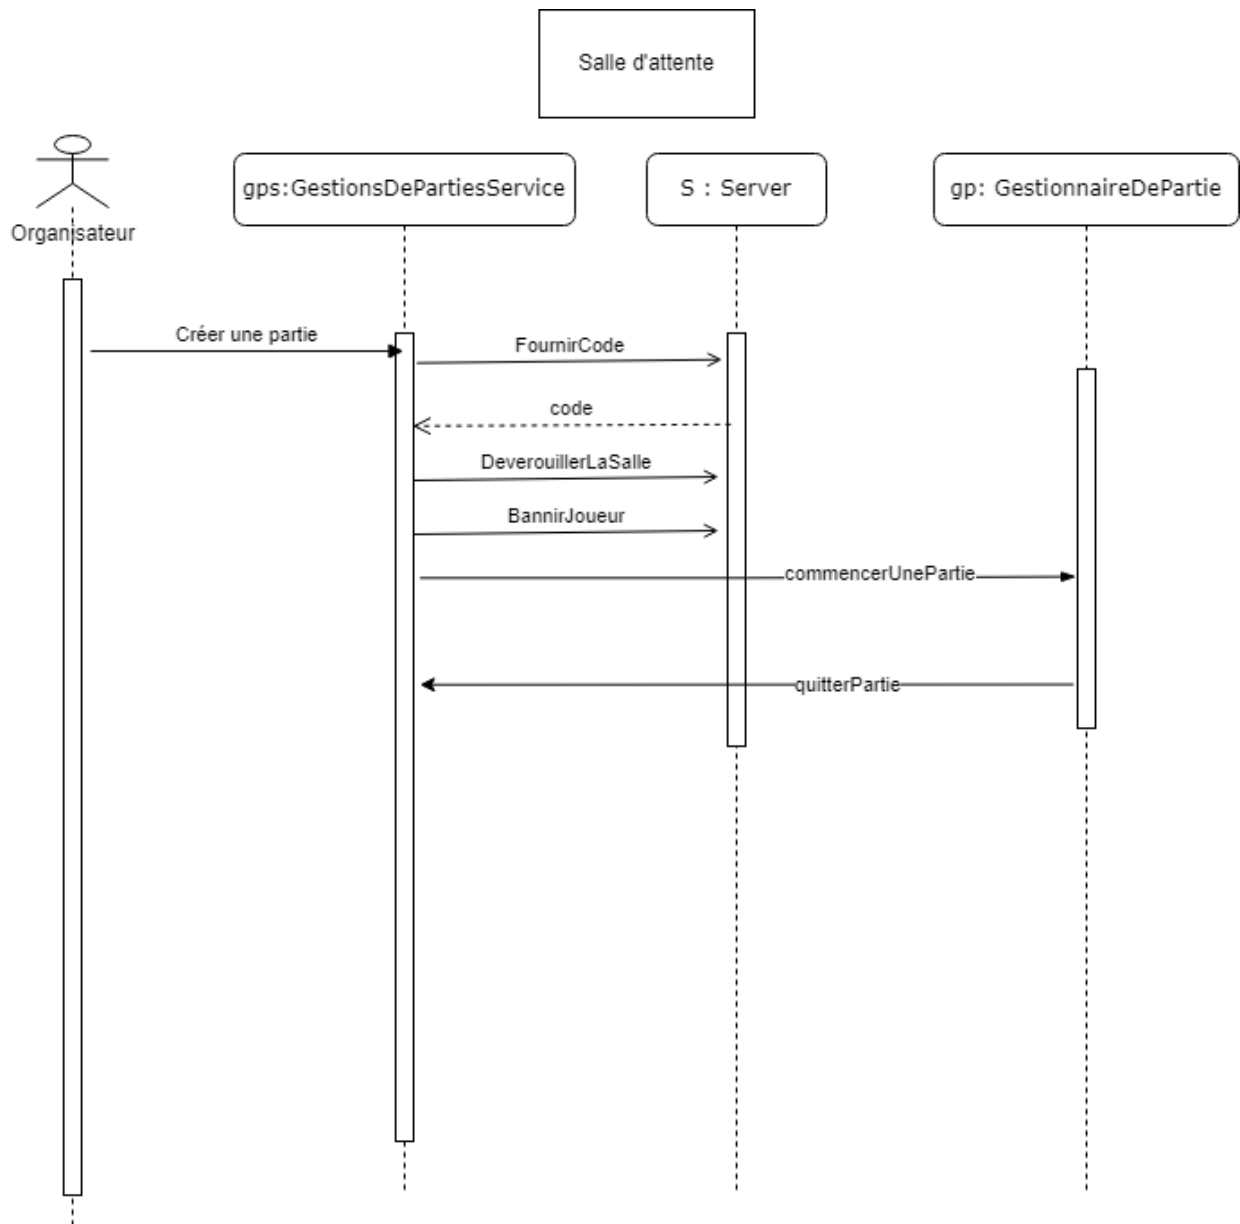 Salle d'attente
Organisateur
gps:GestionsDePartiesService
S : Server
gp: GestionnaireDePartie
Créer une partie
FournirCode
code
DeverouillerLaSalle
BannirJoueur
commencerUnePartie
quitterPartie